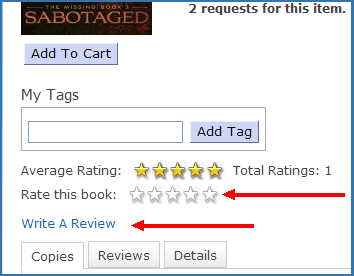 THE MISSING BOOK 3
SABOTAGED
2 requests for this item.
Add To Cart
My Tags
Add Tag
Average Rating: Total Ratings: 1
Rate this book:
Write A Review
Copies Reviews Details